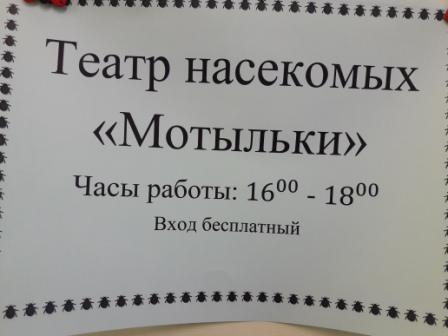 Театр насекомых
«Мотыльки»
Часы работы: 16⁰⁰ - 18⁰⁰
Вход бесплатный